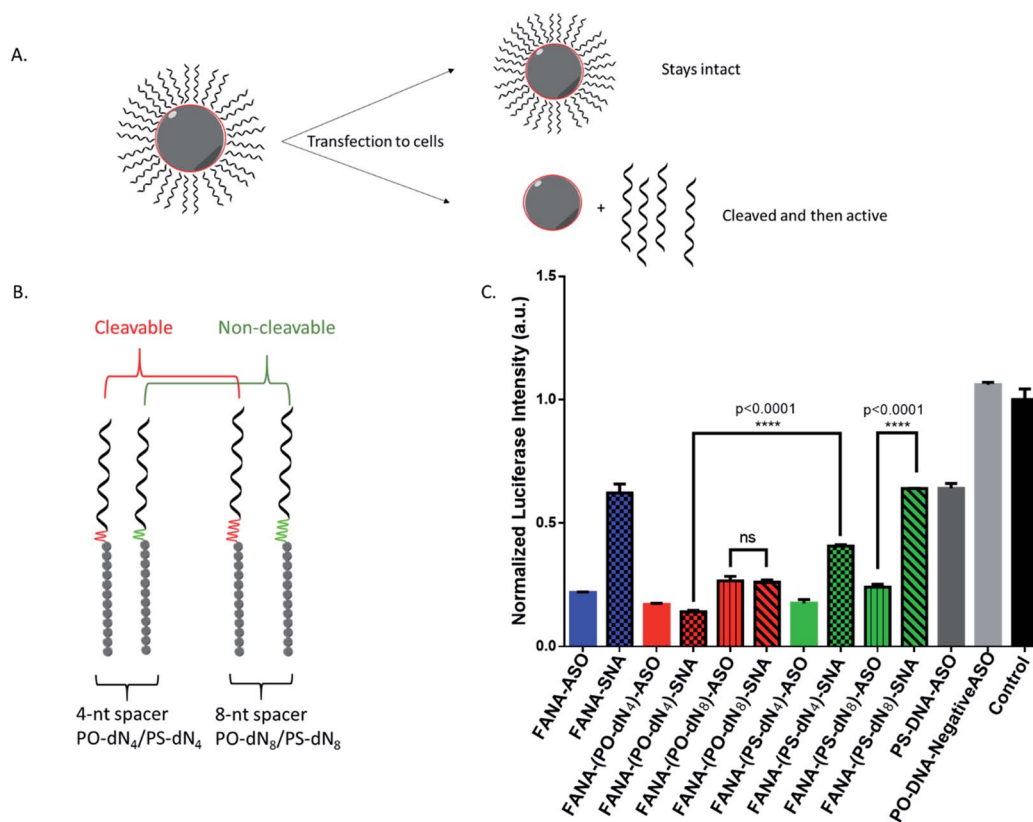 A.
Transfection to cells
Stays intact
+
Cleaved and then active
B.
Cleavable
Non-cleavable
4-nt spacer
PO-dN₄/PS-dN₄
8-nt spacer
PO-dN₈/PS-dN₈
C.
Normalized Luciferase Intensity (a.u.)
1.5
1.0
0.5
0.0
ns
p<0.0001
****
p<0.0001
****
FANA-ASO
FANA-SNA
FANA-(PO-dN₄)-ASO
FANA-(PO-dN₄)-SNA
FANA-(PO-dN₈)-ASO
FANA-(PO-dN₈)-SNA
FANA-(PS-dN₄)-ASO
FANA-(PS-dN₄)-SNA
FANA-(PS-dN₈)-ASO
FANA-(PS-dN₈)-SNA
PS-DNA-ASO
PO-DNA-NegativeASO
Control